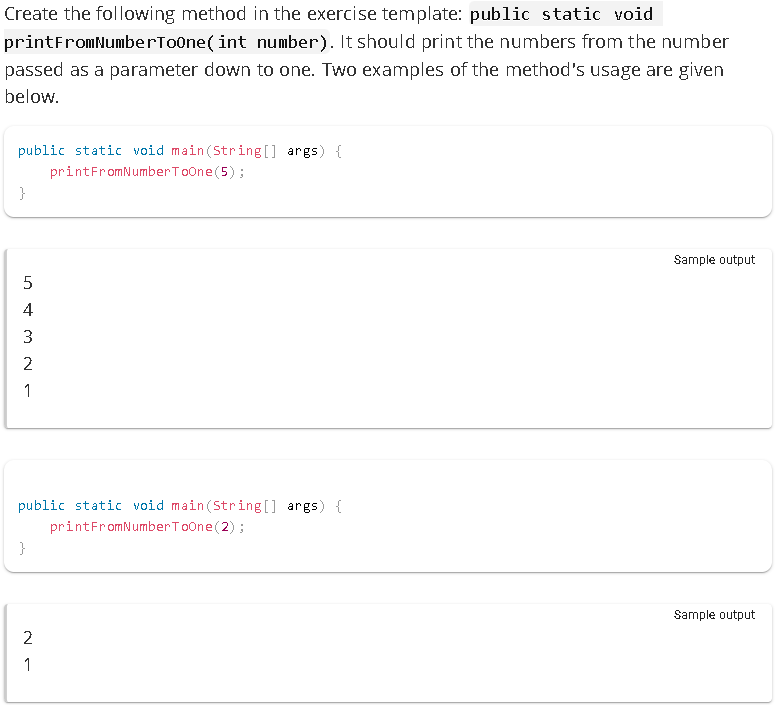 Create the following method in the exercise template: public static void
printFromNumberToOne(int number). It should print the numbers from the number
passed as a parameter down to one. Two examples of the method's usage are given
below.
public static void main(String[] args) {
    printFromNumberToOne(5);
}
Sample output
5
4
3
2
1
public static void main(String[] args) {
    printFromNumberToOne(2);
}
Sample output
2
1